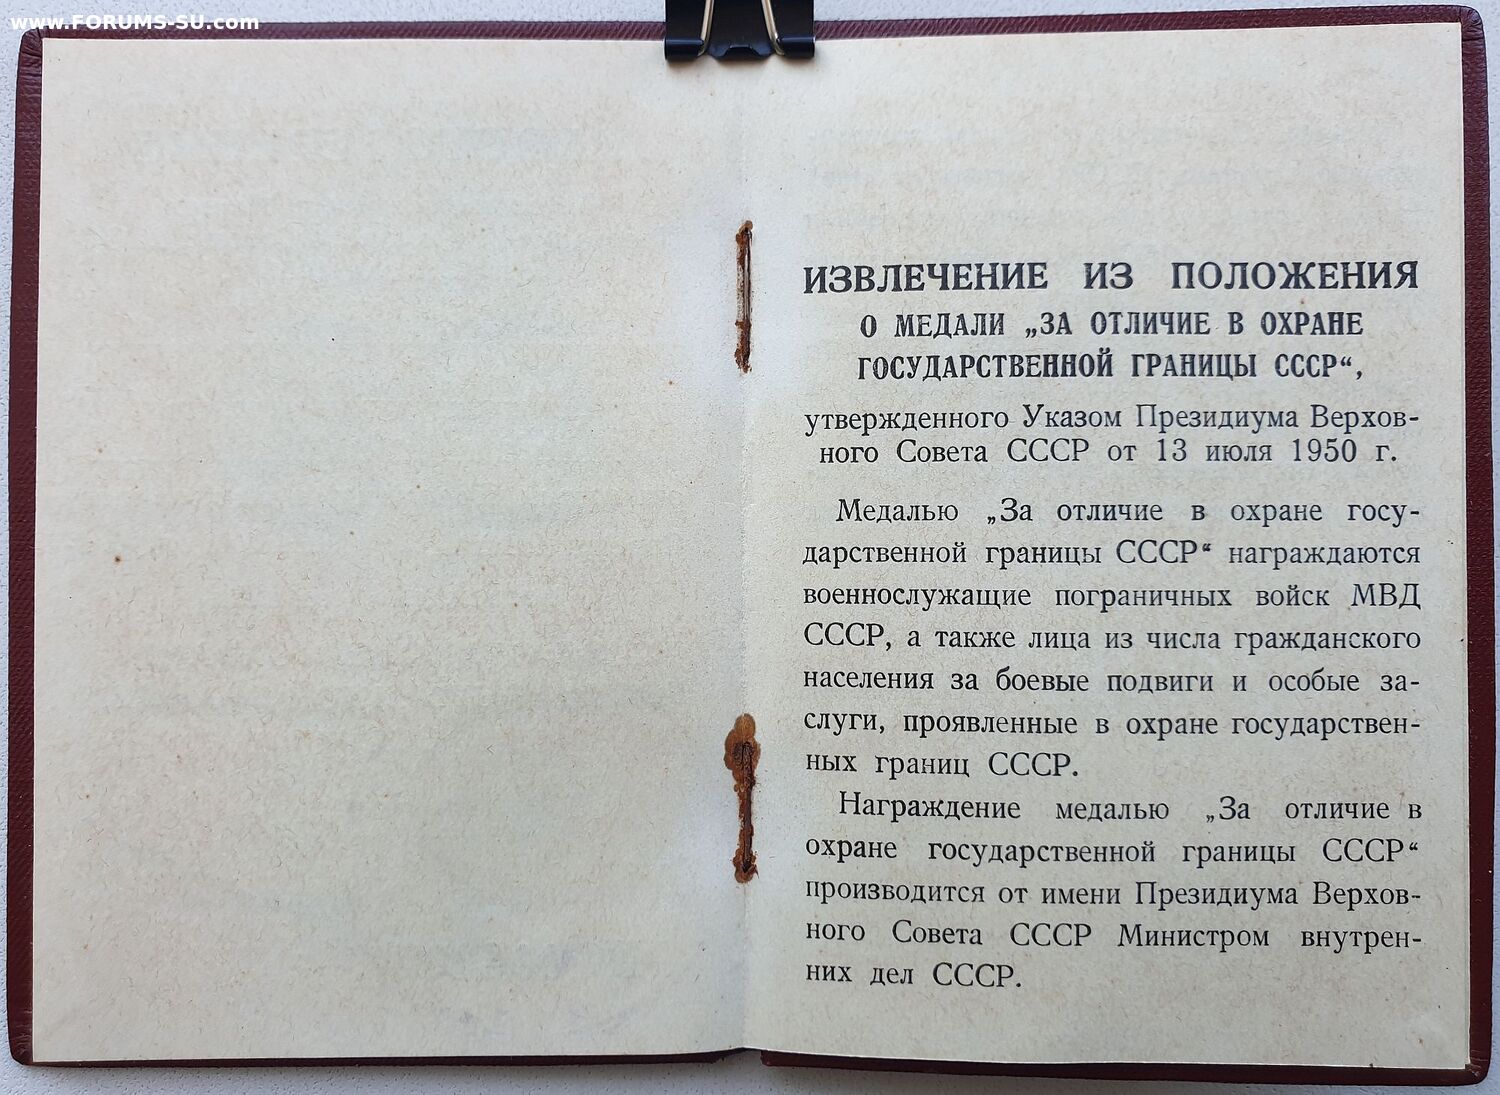 www.FORUMS-SU.com
ИЗВЛЕЧЕНИЕ ИЗ ПОЛОЖЕНИЯ
О МЕДАЛИ „ЗА ОТЛИЧИЕ В ОХРАНЕ
ГОСУДАРСТВЕННОЙ ГРАНИЦЫ СССР“,
утвержденного Указом Президиума Верхов-
ного Совета СССР от 13 июля 1950 г.
Медалью „За отличие в охране госу-
дарственной границы СССР“ награждаются
военнослужащие пограничных войск МВД
СССР, а также лица из числа гражданского
населения за боевые подвиги и особые за-
слуги, проявленные в охране государствен-
ных границ СССР.
Награждение медалью „За отличие в
охране государственной границы СССР“
производится от имени Президиума Верхов-
ного Совета СССР Министром внутрен-
них дел СССР.